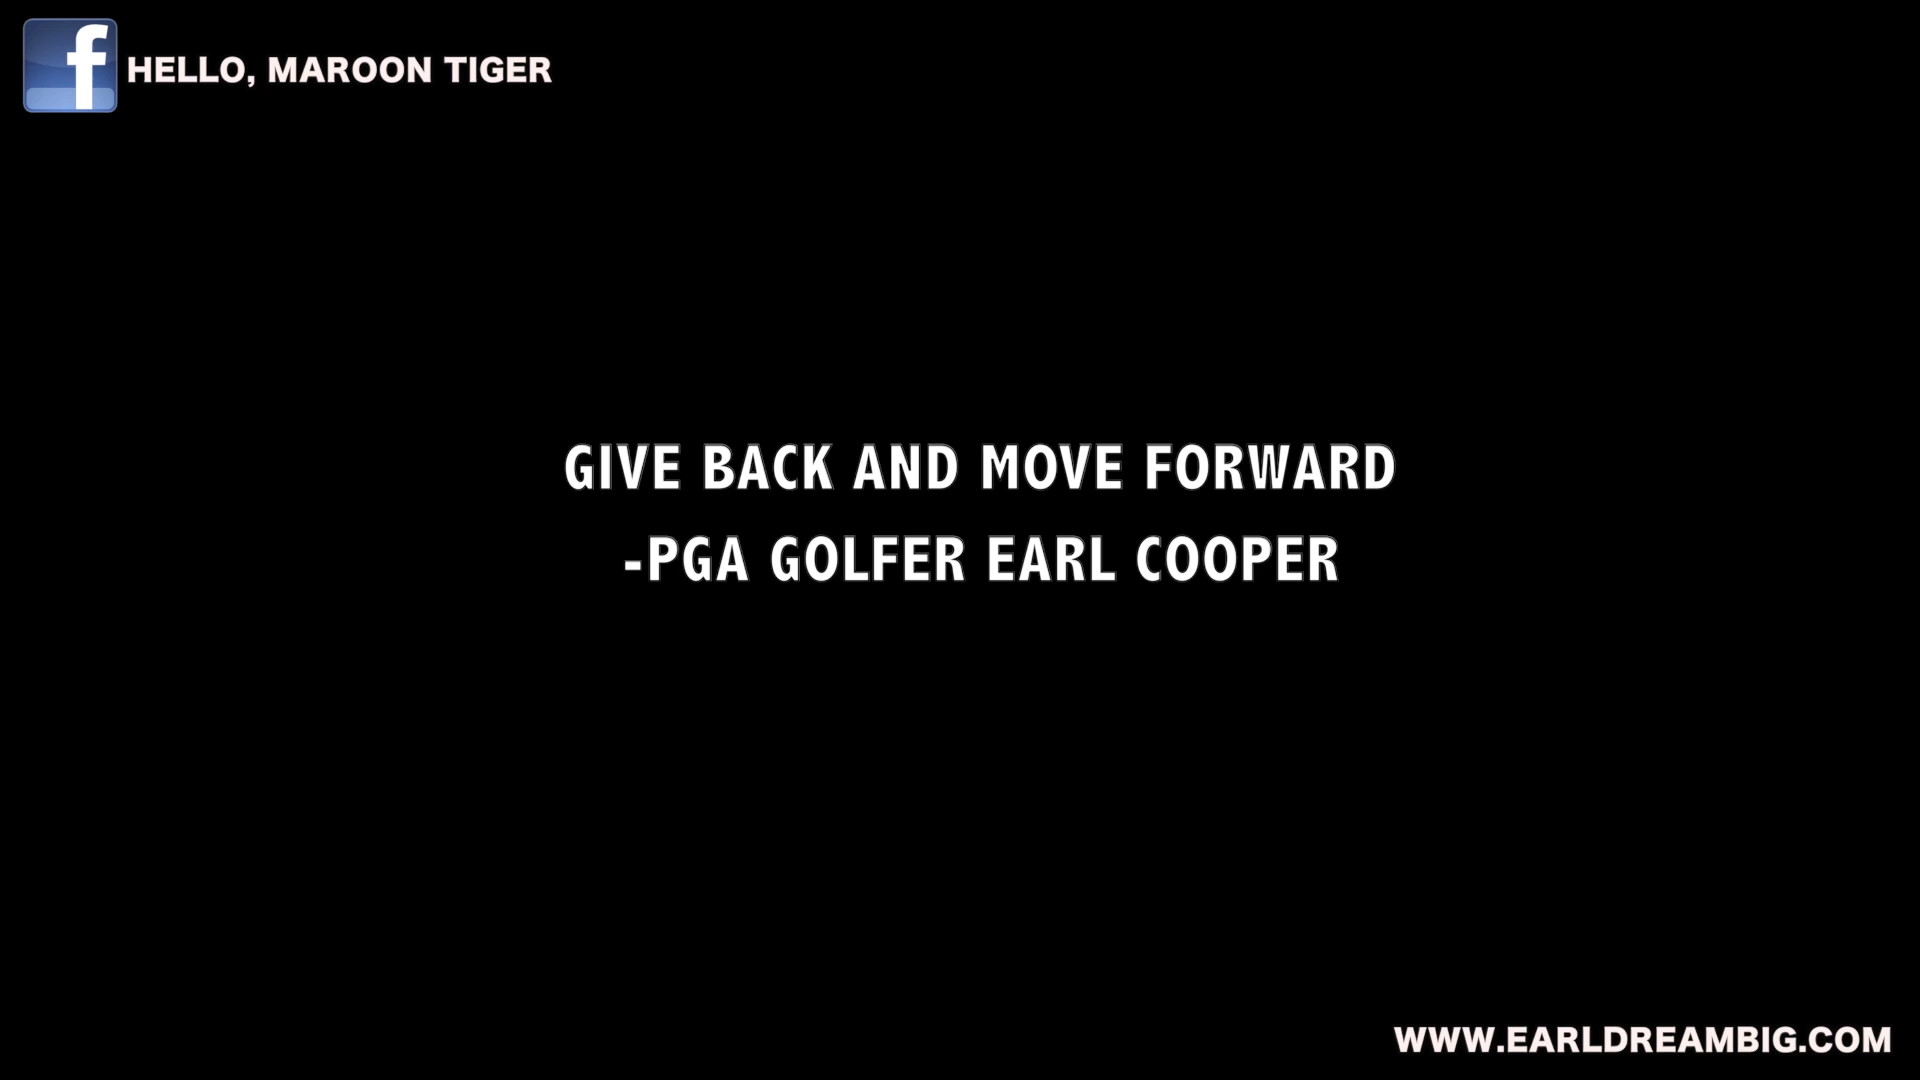 f HELLO, MAROON TIGER
GIVE BACK AND MOVE FORWARD
-PGA GOLFER EARL COOPER
WWW.EARLDREAMBIG.COM